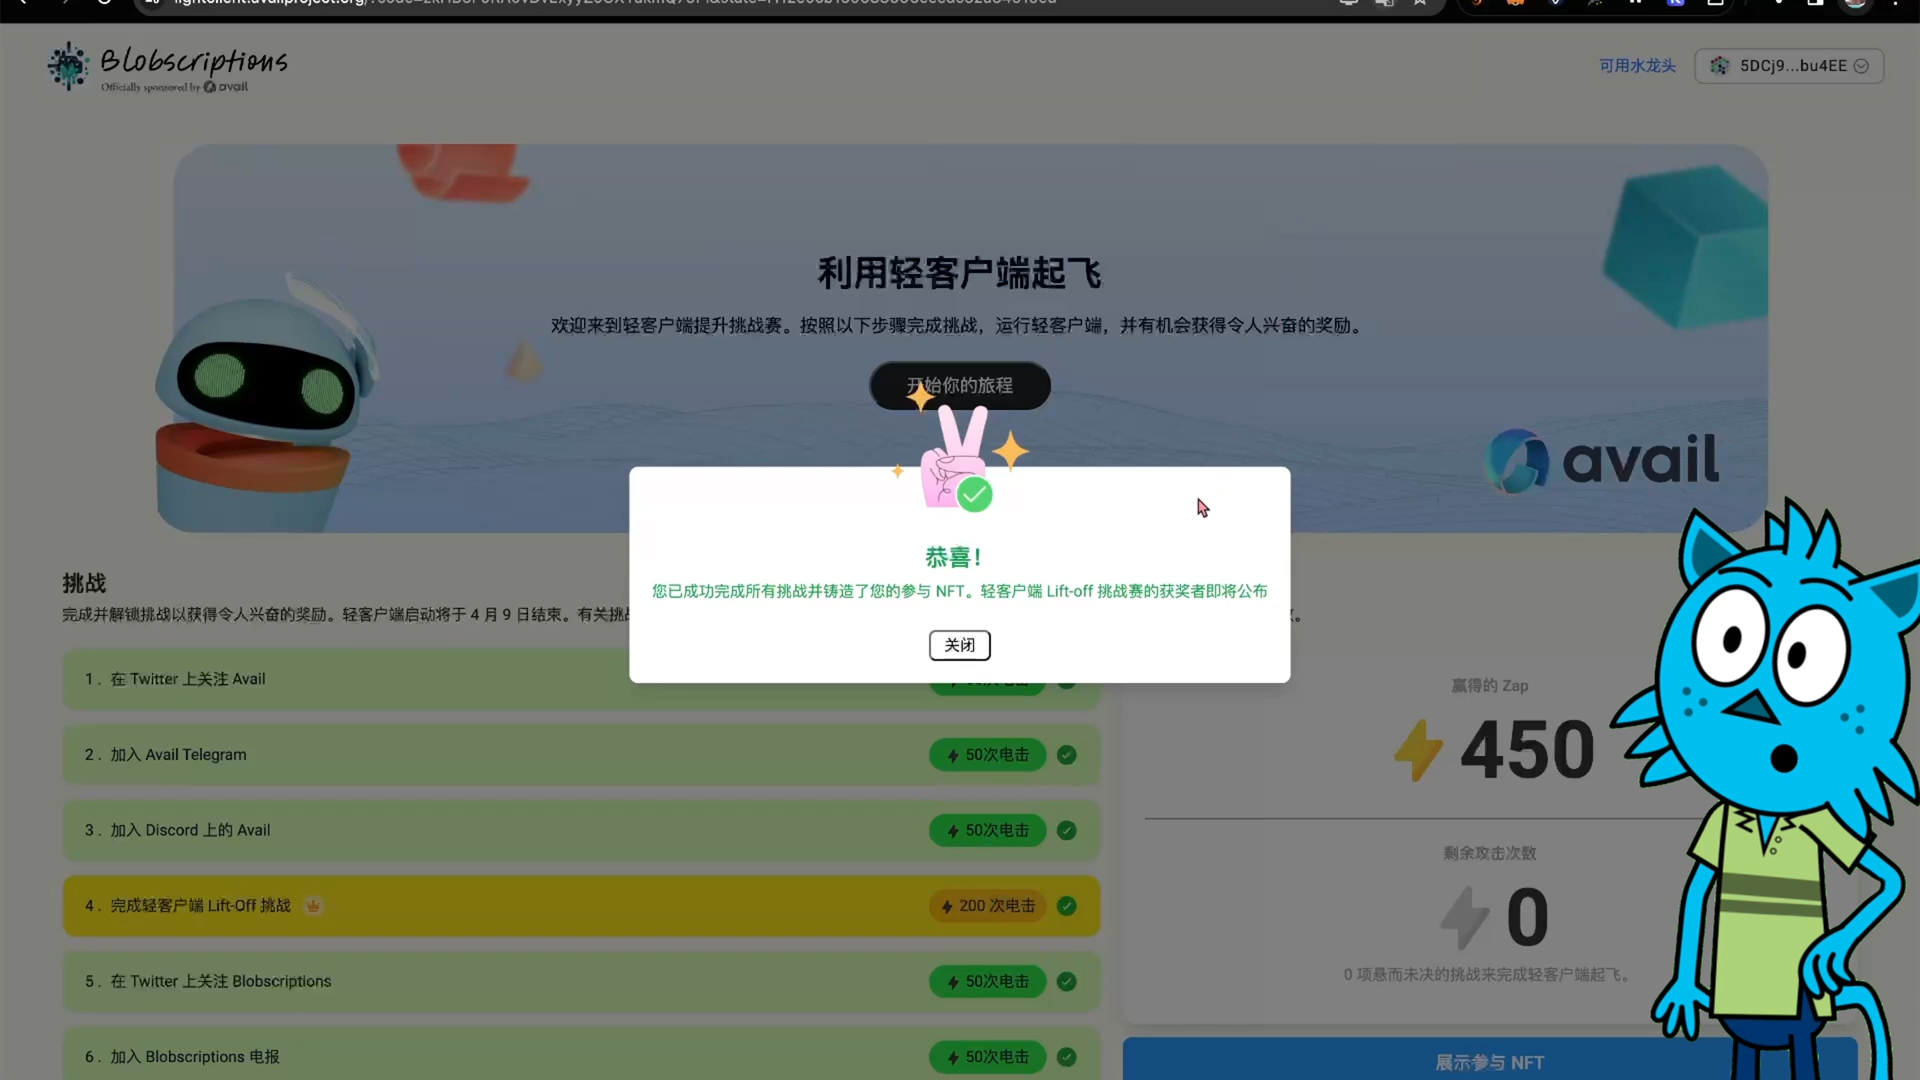 Blobscriptions
Officially sponsored by avail
可用水龙头
5DCj9...bu4EE
利用轻客户端起飞
欢迎来到轻客户端提升挑战赛。按照以下步骤完成挑战，运行轻客户端，并有机会获得令人兴奋的奖励。
开始你的旅程
avail
恭喜！
您已成功完成所有挑战并铸造了您的参与 NFT。轻客户端 Lift-off 挑战赛的获奖者即将公布
关闭
挑战
完成并解锁挑战以获得令人兴奋的奖励。轻客户端启动将于 4 月 9 日结束。有关挑战
1. 在 Twitter 上关注 Avail
2. 加入 Avail Telegram
50次电击
3. 加入 Discord 上的 Avail
50次电击
4. 完成轻客户端 Lift-Off 挑战
200 次电击
5. 在 Twitter 上关注 Blobscriptions
50次电击
6. 加入 Blobscriptions 电报
50次电击
赢得的 Zap
450
剩余攻击次数
0
0 项悬而未决的挑战来完成轻客户端起飞。
展示参与 NFT